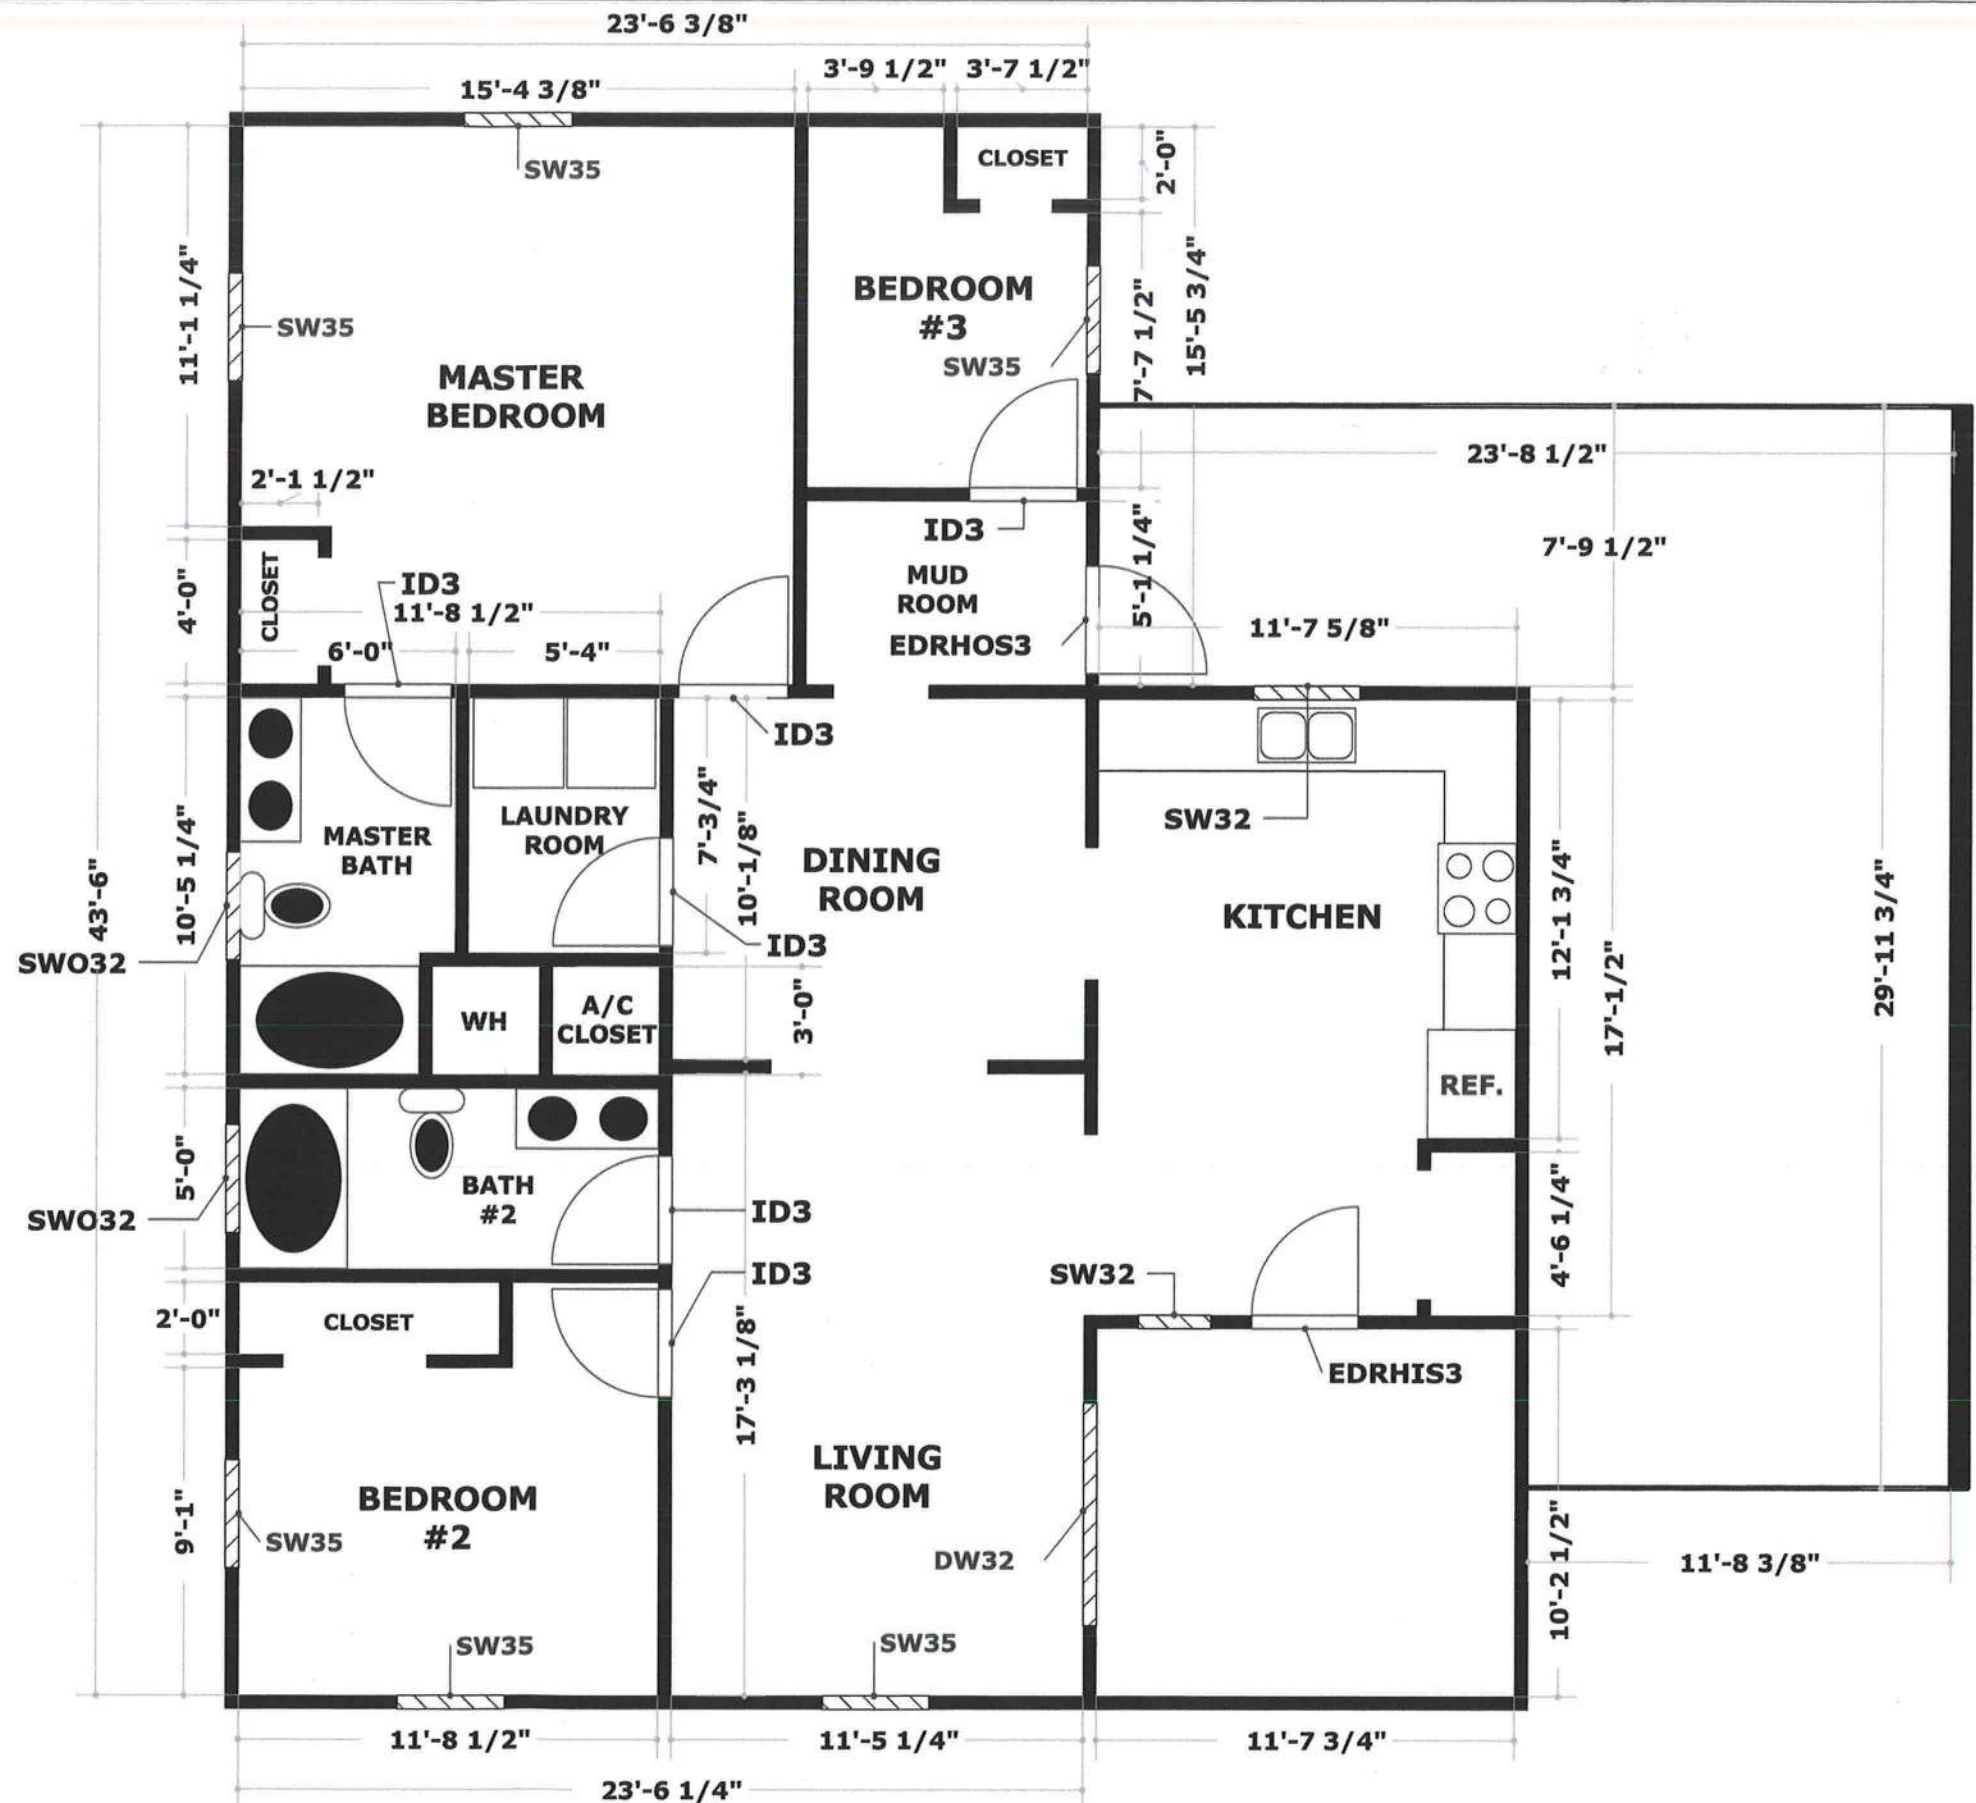 23'-6 3/8"
3'-9 1/2" 3'-7 1/2"
15'-4 3/8"
SW35
CLOSET
2'-0"
11'-1 1/4"
SW35
BEDROOM
#3
SW35
7'-7 1/2"
15'-5 3/4"
MASTER
BEDROOM
2'-1 1/2"
23'-8 1/2"
ID3
5'-1 1/4"
7'-9 1/2"
CLOSET
4'-0"
ID3
11'-8 1/2"
MUD
ROOM
EDRHOS3
11'-7 5/8"
6'-0"
5'-4"
ID3
7'-3/4"
10'-1/8"
SW32
LAUNDRY
ROOM
MASTER
BATH
DINING
ROOM
KITCHEN
43'-6"
10'-5 1/4"
12'-1 3/4"
17'-1/2"
29'-11 3/4"
ID3
SWO32
WH
A/C
CLOSET
3'-0"
REF.
5'-0"
BATH
#2
ID3
SWO32
ID3
SW32
4'-6 1/4"
2'-0"
CLOSET
17'-3 1/8"
EDRHIS3
LIVING
ROOM
BEDROOM
#2
9'-1"
SW35
DW32
10'-2 1/2"
11'-8 3/8"
SW35
SW35
11'-8 1/2"
11'-5 1/4"
11'-7 3/4"
23'-6 1/4"